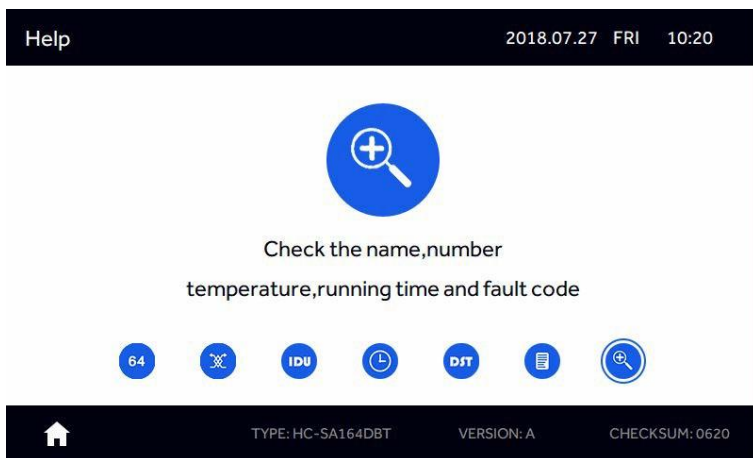 Help
2018.07.27 FRI 10:20
Check the name,number
temperature,running time and fault code
64
IDU
DST
TYPE: HC-SA164DBT VERSION: A CHECKSUM: 0620